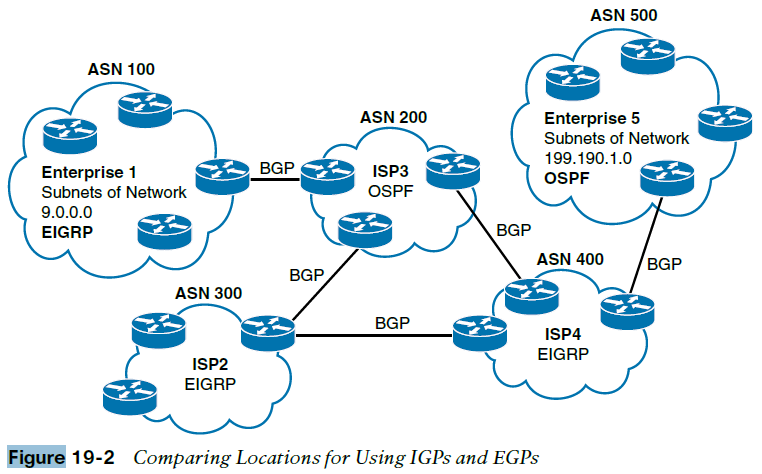 ASN 500
ASN 100
Enterprise 1
Subnets of Network
9.0.0.0
EIGRP
BGP
ASN 200
ISP3
OSPF
Enterprise 5
Subnets of Network
199.190.1.0
OSPF
BGP
BGP
BGP
ASN 300
ISP2
EIGRP
BGP
ASN 400
ISP4
EIGRP
Figure 19-2 Comparing Locations for Using IGPs and EGPs